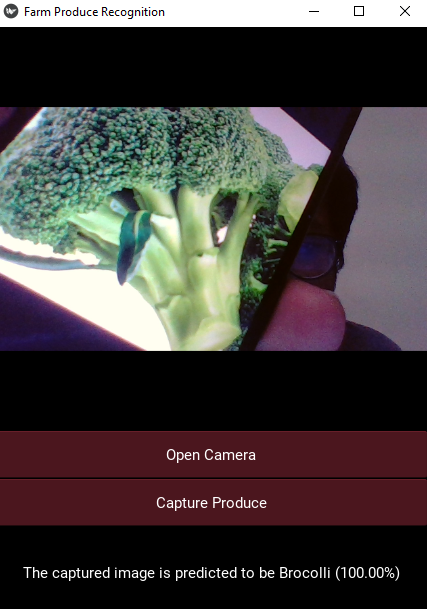 Farm Produce Recognition
Open Camera
Capture Produce
The captured image is predicted to be Brocolli (100.00%)